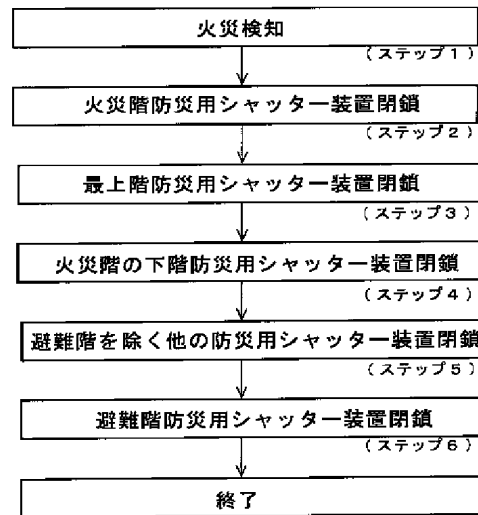 火災検知
(ステップ1)
火災階防災用シャッター装置閉鎖
(ステップ2)
最上階防災用シャッター装置閉鎖
(ステップ3)
火災階の下階防災用シャッター装置閉鎖
(ステップ4)
避難階を除く他の防災用シャッター装置閉鎖
(ステップ5)
避難階防災用シャッター装置閉鎖
(ステップ6)
終了